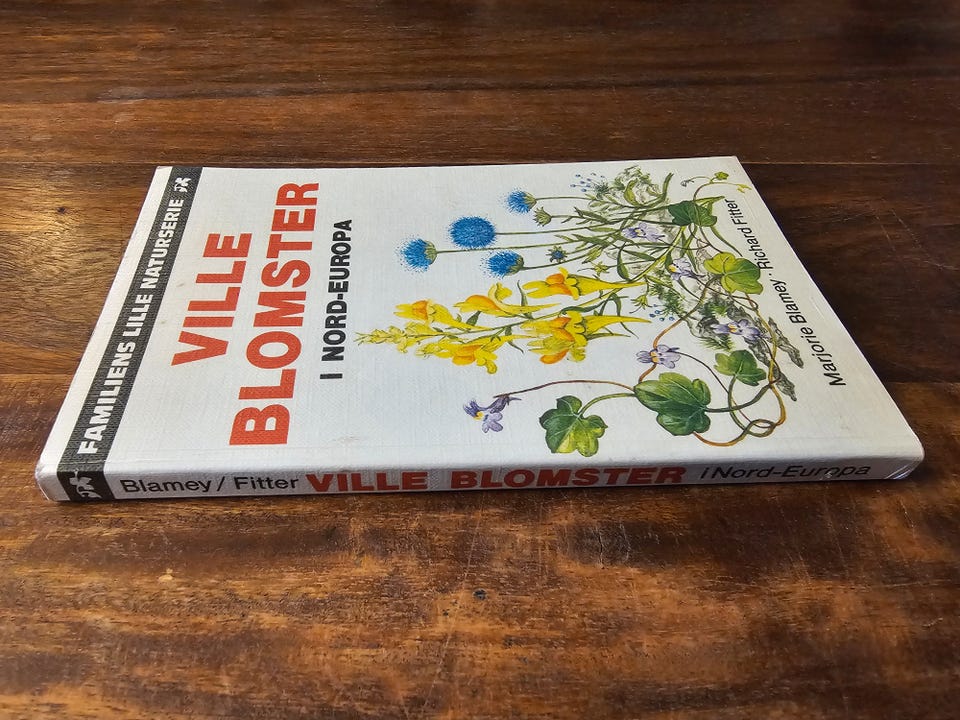 FAMILIENS LILLE NATURSERIE
VILLE
BLOMSTER
I NORD-EUROPA
Marjorie Blamey · Richard Fitter
Blamey / Fitter VILLE BLOMSTER i Nord-Europa